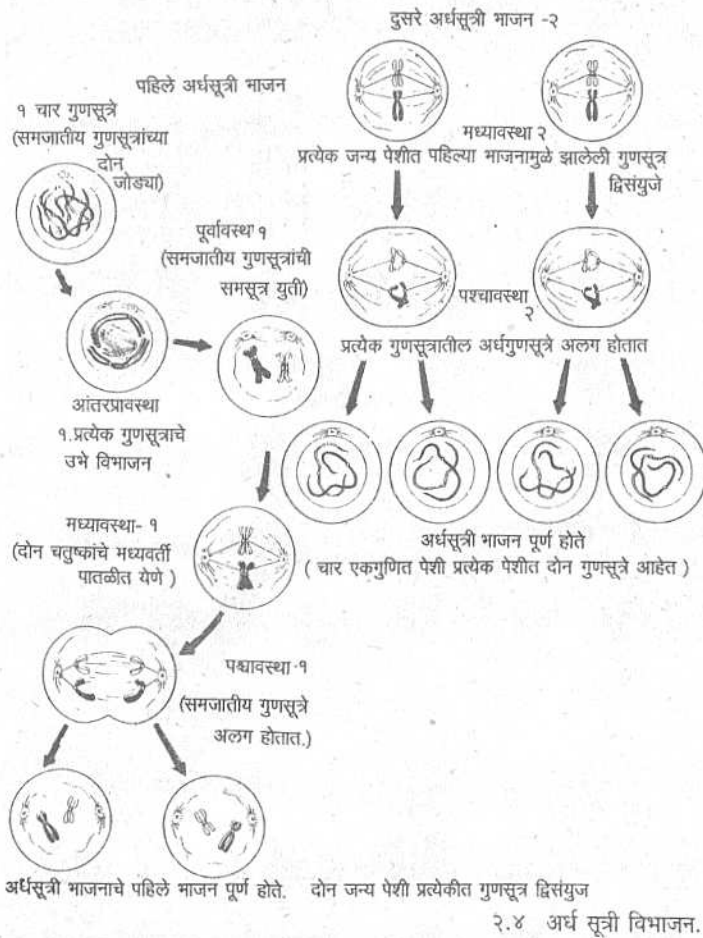 पहिले अर्धसूत्री भाजन
१ चार गुणसूत्रे
(समजातीय गुणसूत्रांच्या
दोन
जोड्या)
पूर्वावस्था १
(समजातीय गुणसूत्रांची
समसूत्र युती)
आंतरप्रावस्था
१.प्रत्येक गुणसूत्राचे
उभे विभाजन
मध्यावस्था- १
(दोन चतुष्कांचे मध्यवर्ती
पातळीत येणे )
पश्चावस्था-१
(समजातीय गुणसूत्रे
अलग होतात.)
अर्धसूत्री भाजनाचे पहिले भाजन पूर्ण होते. दोन जन्य पेशी प्रत्येकीत गुणसूत्र द्विसंयुज
दुसरे अर्धसूत्री भाजन -२
मध्यावस्था २
प्रत्येक जन्य पेशीत पहिल्या भाजनामुळे झालेली गुणसूत्र
द्विसंयुजे
पश्चावस्था
२
प्रत्येक गुणसूत्रातील अर्धगुणसूत्रे अलग होतात
अर्धसूत्री भाजन पूर्ण होते
( चार एकगुणित पेशी प्रत्येक पेशीत दोन गुणसूत्रे आहेत )
२.४ अर्ध सूत्री विभाजन.